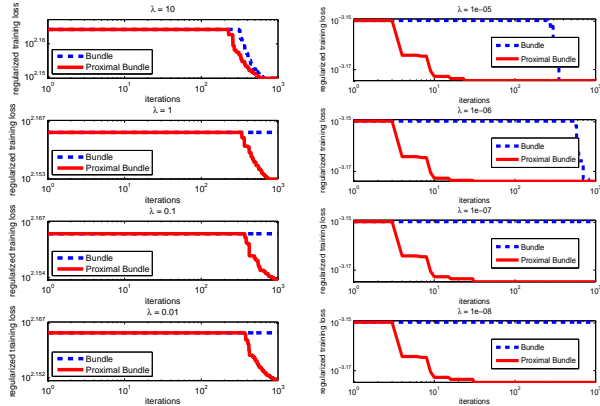 λ = 10
regularized training loss
10^2.16
10^2.15
Bundle
Proximal Bundle
10^0 10^1 10^2 10^3
iterations
λ = 1
regularized training loss
10^2.167
10^2.153
Bundle
Proximal Bundle
10^0 10^1 10^2 10^3
iterations
λ = 0.1
regularized training loss
10^2.167
10^2.154
Bundle
Proximal Bundle
10^0 10^1 10^2 10^3
iterations
λ = 0.01
regularized training loss
10^2.167
10^2.152
Bundle
Proximal Bundle
10^0 10^1 10^2 10^3
iterations
λ = 1e−05
regularized training loss
10^−3.15
10^−3.17
Bundle
Proximal Bundle
10^0 10^1 10^2 10^3
iterations
λ = 1e−06
regularized training loss
10^−3.15
10^−3.17
Bundle
Proximal Bundle
10^0 10^1 10^2 10^3
iterations
λ = 1e−07
regularized training loss
10^−3.15
10^−3.17
Bundle
Proximal Bundle
10^0 10^1 10^2 10^3
iterations
λ = 1e−08
regularized training loss
10^−3.15
10^−3.17
Bundle
Proximal Bundle
10^0 10^1 10^2 10^3
iterations